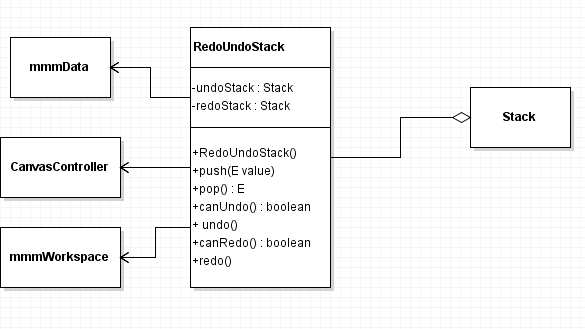 RedoUndoStack
mmmData
-undoStack : Stack
-redoStack : Stack
Stack
+RedoUndoStack()
+push(E value)
+pop() : E
+canUndo() : boolean
+ undo()
+canRedo() : boolean
+redo()
CanvasController
mmmWorkspace